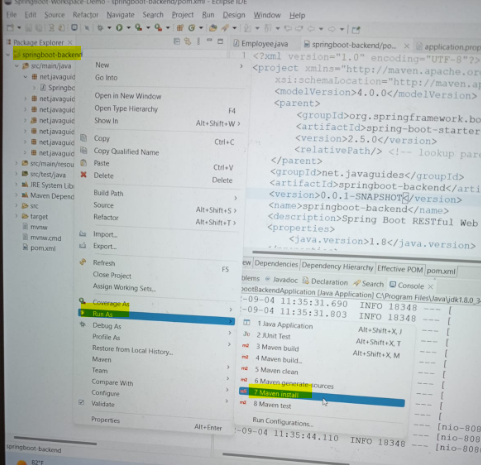 Springboot-Workspace-Demo - springboot-backend/pom.xml - Eclipse IDE
File Edit Source Refactor Navigate Search Project Run Design Window Help
Package Explorer
springboot-backend
src/main/java
net.javaguid
Springbo
net.javaguid
net.javaguid
net.javaguid
net.javaguid
net.javaguid
src/main/resou
src/test/java
JRE System Lib
Maven Depend
src
target
mvnw
mvnw.cmd
pom.xml
New
Go Into
Open in New Window
Open Type Hierarchy F4
Show In Alt+Shift+W
Copy Ctrl+C
Copy Qualified Name
Paste Ctrl+V
Delete Delete
Build Path
Source Alt+Shift+S
Refactor Alt+Shift+T
Import...
Export...
Refresh F5
Close Project
Assign Working Sets...
Coverage As
Run As
Debug As
Profile As
Restore from Local History...
Maven
Team
Compare With
Configure
Validate
Properties Alt+Enter
1 Java Application Alt+Shift+X, J
2 JUnit Test Alt+Shift+X, T
3 Maven build Alt+Shift+X, M
4 Maven build...
5 Maven clean
6 Maven generate-sources
7 Maven install
8 Maven test
Run Configurations...
Employee.java springboot-backend/po... application.prop
1 <?xml version="1.0" encoding="UTF-8"?>
<project xmlns="http://maven.apache.o
xsi:schemaLocation="http://maven.apa
<modelVersion>4.0.0</modelVersion>
<parent>
<groupId>org.springframework.bo
<artifactId>spring-boot-starter
<version>2.5.0</version>
<relativePath/> <!-- lookup pare
</parent>
<groupId>net.javaguides</groupId>
<artifactId>springboot-backend</arti
<version>0.0.1-SNAPSHOT</version>
<name>springboot-backend</name>
<description>Spring Boot RESTful Web
<properties>
<java.version>1.8</java.version>
ew Dependencies Dependency Hierarchy Effective POM pom.xml
blems Javadoc Declaration Search Console
ootBackendApplication [Java Application] C:\Program Files\Java\jdk1.8.0_3
-09-04 11:35:31.690 INFO 18348 --- [
-09-04 11:35:31.803 INFO 18348 --- [
18348 --- [
18348 --- [
--- [nio-808
--- [nio-808
-09-04 11:35:44.110 INFO 18348 --- [nio-808
springboot-backend
62°F